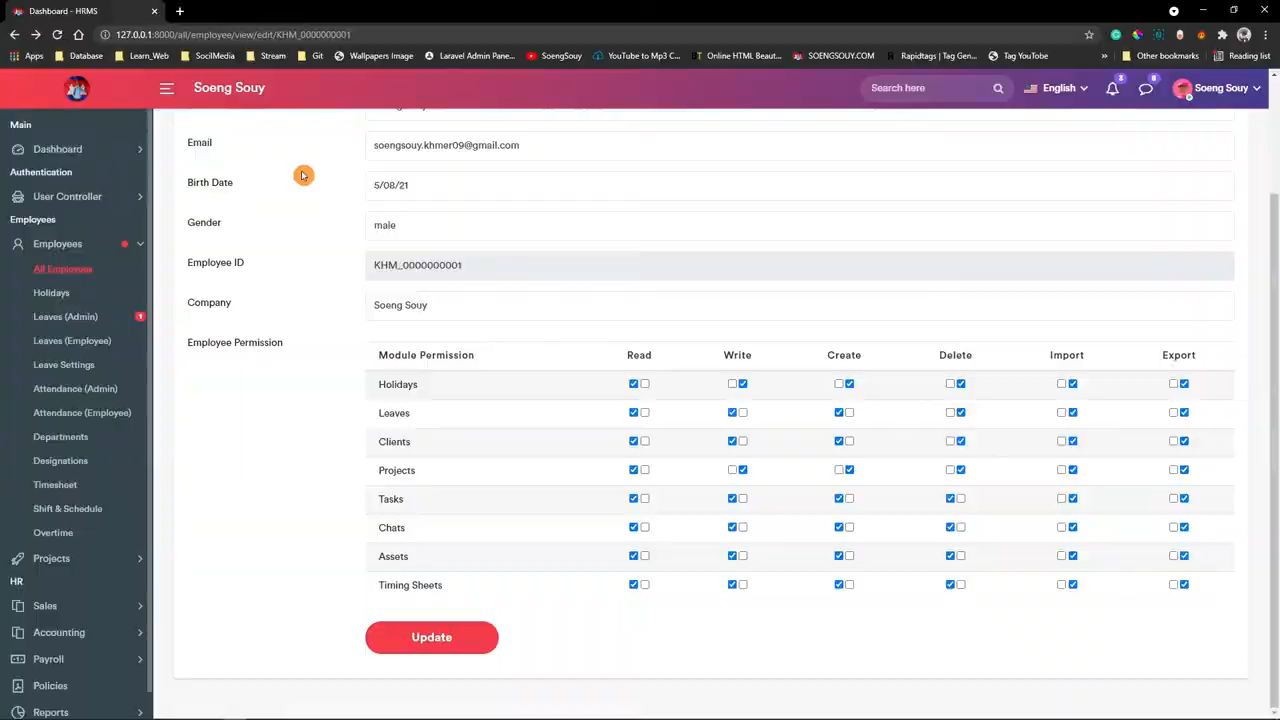 Dashboard - HRMS
127.0.0.1:8000/all/employee/view/edit/KHM_0000000001
Apps Database Learn_Web SocilMedia Stream Git Wallpapers Image Laravel Admin Pane... SoengSouy YouTube to Mp3 C... Online HTML Beaut... SOENGSOUY.COM Rapidtags | Tag Gen... Tag YouTube Other bookmarks Reading list
Soeng Souy Search here English 3 8 Soeng Souy
Main
Dashboard
Authentication
User Controller
Employees
Employees
All Employees
Holidays
Leaves (Admin) 1
Leaves (Employee)
Leave Settings
Attendance (Admin)
Attendance (Employee)
Departments
Designations
Timesheet
Shift & Schedule
Overtime
Projects
HR
Sales
Accounting
Payroll
Policies
Reports
Email soengsouy.khmer09@gmail.com
Birth Date 5/08/21
Gender male
Employee ID KHM_0000000001
Company Soeng Souy
Employee Permission
Module Permission Read Write Create Delete Import Export
Holidays
Leaves
Clients
Projects
Tasks
Chats
Assets
Timing Sheets
Update